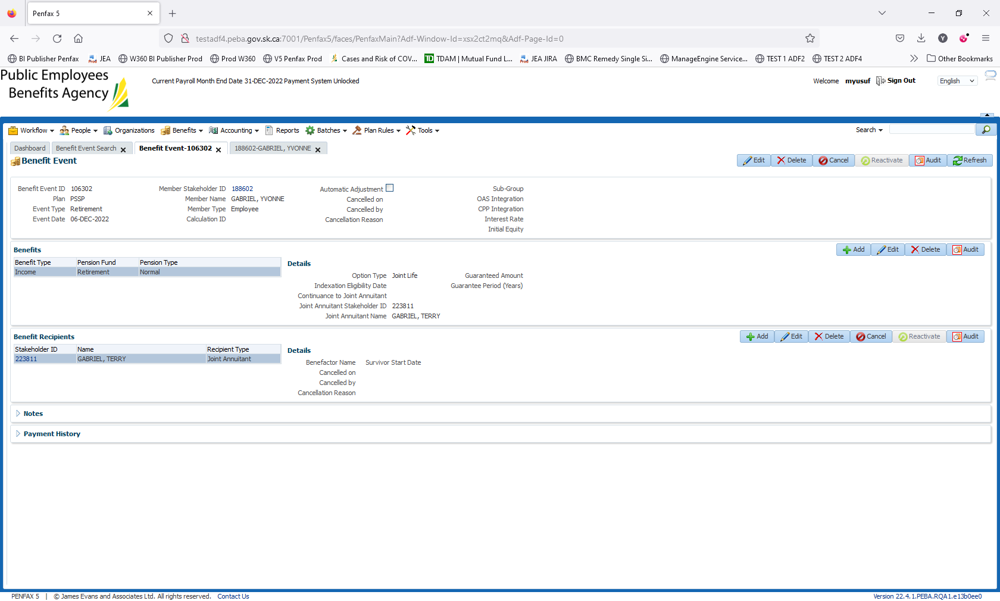 Penfax 5
testadf4.peba.gov.sk.ca:7001/Penfax5/faces/PenfaxMain?Adf-Window-Id=xsx2ct2mq&Adf-Page-Id=0
Y
BI Publisher Penfax JEA W360 BI Publisher Prod Prod W360 V5 Penfax Prod Cases and Risk of COV... TD TDAM | Mutual Fund L... JEA JIRA BMC Remedy Single Si... ManageEngine Service... TEST 1 ADF2 TEST 2 ADF4 Other Bookmarks
Public Employees
Benefits Agency
Current Payroll Month End Date 31-DEC-2022 Payment System Unlocked
Welcome myusuf Sign Out English
Workflow People Organizations Benefits Accounting Reports Batches Plan Rules Tools Search
Dashboard Benefit Event Search Benefit Event-106302 188602-GABRIEL, YVONNE
Benefit Event Edit Delete Cancel Reactivate Audit Refresh
Benefit Event ID 106302 Member Stakeholder ID 188602 Automatic Adjustment Sub-Group
Plan PSSP Member Name GABRIEL, YVONNE Cancelled on OAS Integration
Event Type Retirement Member Type Employee Cancelled by CPP Integration
Event Date 06-DEC-2022 Calculation ID Cancellation Reason Interest Rate
Initial Equity
Benefits Add Edit Delete Audit
Benefit Type Pension Fund Pension Type
Income Retirement Normal
Details
Option Type Joint Life Guaranteed Amount
Indexation Eligibility Date Guarantee Period (Years)
Continuance to Joint Annuitant
Joint Annuitant Stakeholder ID 223811
Joint Annuitant Name GABRIEL, TERRY
Benefit Recipients Add Edit Delete Cancel Reactivate Audit
Stakeholder ID Name Recipient Type
223811 GABRIEL, TERRY Joint Annuitant
Details
Benefactor Name Survivor Start Date
Cancelled on
Cancelled by
Cancellation Reason
Notes
Payment History
PENFAX 5 | © James Evans and Associates Ltd. All rights reserved. Contact Us Version 22.4.1.PEBA.RQA1.e13b0ee0